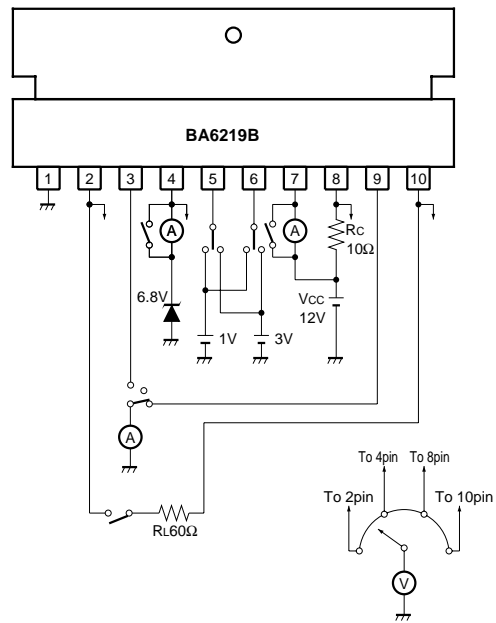 BA6219B
1 2 3 4 5 6 7 8 9 10
A A RC
10Ω
6.8V
VCC
12V
1V 3V
A
To 4pin To 8pin
To 2pin To 10pin
RL60Ω
V